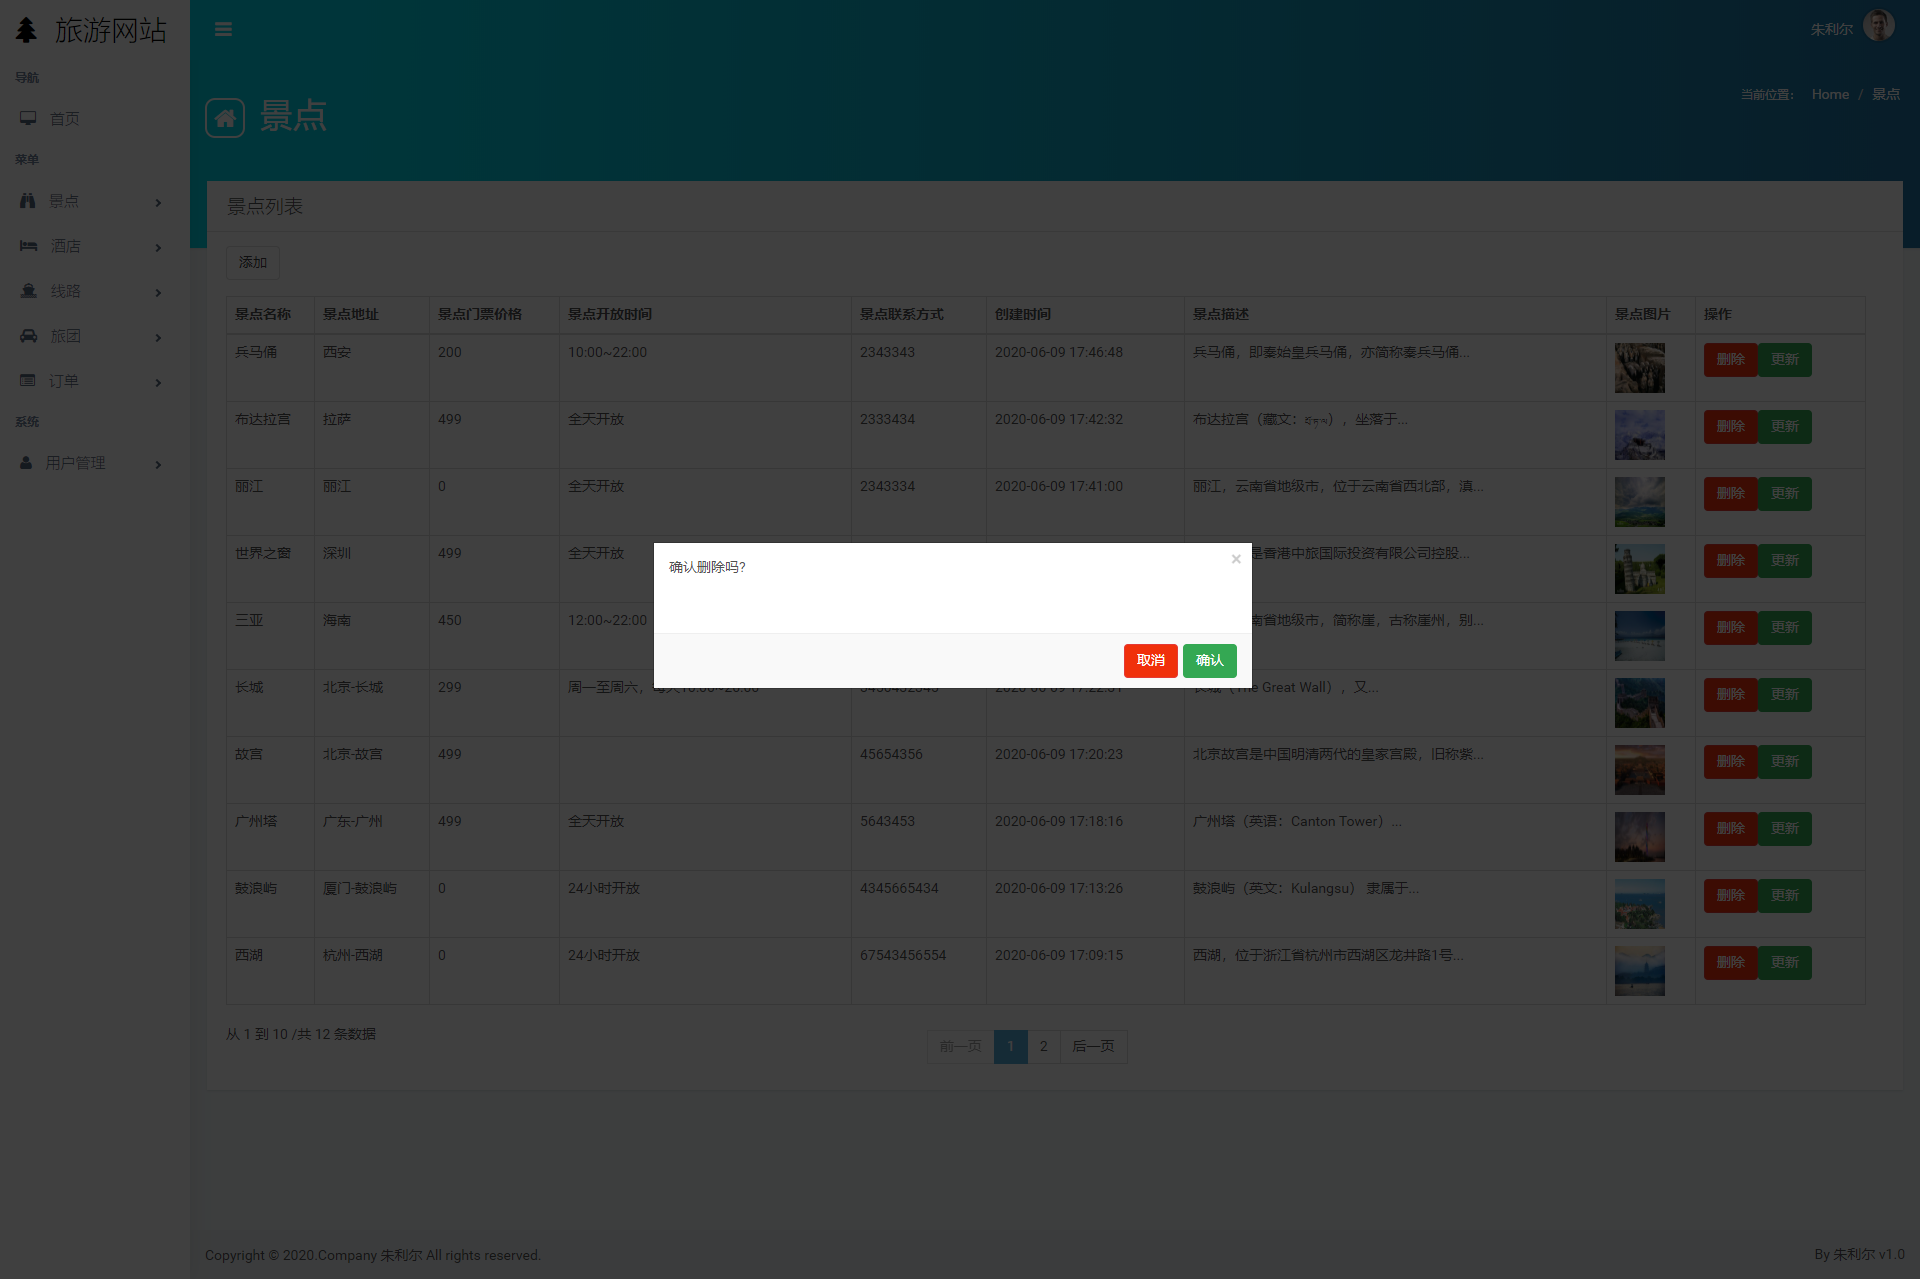 旅游网站
朱利尔
导航
首页
菜单
景点
酒店
线路
旅团
订单
系统
用户管理
景点
当前位置： Home / 景点
景点列表
添加
景点名称 景点地址 景点门票价格 景点开放时间 景点联系方式 创建时间 景点描述 景点图片 操作
兵马俑 西安 200 10:00~22:00 2343343 2020-06-09 17:46:48 兵马俑，即秦始皇兵马俑，亦简称秦兵马俑... 删除 更新
布达拉宫 拉萨 499 全天开放 2333434 2020-06-09 17:42:32 布达拉宫（藏文：པོ་ཏ་ལ），坐落于... 删除 更新
丽江 丽江 0 全天开放 2343334 2020-06-09 17:41:00 丽江，云南省地级市，位于云南省西北部，滇... 删除 更新
世界之窗 深圳 499 全天开放 是香港中旅国际投资有限公司控股... 删除 更新
三亚 海南 450 12:00~22:00 南省地级市，简称崖，古称崖州，别... 删除 更新
长城 北京-长城 299 周一至周六， The Great Wall），又... 删除 更新
故宫 北京-故宫 499 45654356 2020-06-09 17:20:23 北京故宫是中国明清两代的皇家宫殿，旧称紫... 删除 更新
广州塔 广东-广州 499 全天开放 5643453 2020-06-09 17:18:16 广州塔（英语：Canton Tower）... 删除 更新
鼓浪屿 厦门-鼓浪屿 0 24小时开放 4345665434 2020-06-09 17:13:26 鼓浪屿（英文：Kulangsu） 隶属于... 删除 更新
西湖 杭州-西湖 0 24小时开放 67543456554 2020-06-09 17:09:15 西湖，位于浙江省杭州市西湖区龙井路1号... 删除 更新
确认删除吗?
×
取消 确认
从 1 到 10 /共 12 条数据
前一页 1 2 后一页
Copyright © 2020.Company 朱利尔 All rights reserved.
By 朱利尔 v1.0